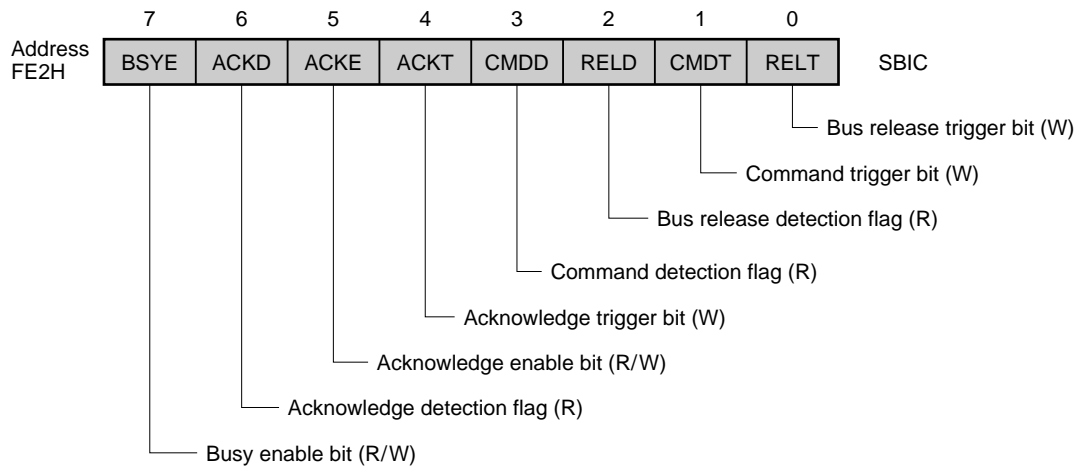 7 6 5 4 3 2 1 0
Address
FE2H
BSYE ACKD ACKE ACKT CMDD RELD CMDT RELT SBIC
Bus release trigger bit (W)
Command trigger bit (W)
Bus release detection flag (R)
Command detection flag (R)
Acknowledge trigger bit (W)
Acknowledge enable bit (R/W)
Acknowledge detection flag (R)
Busy enable bit (R/W)